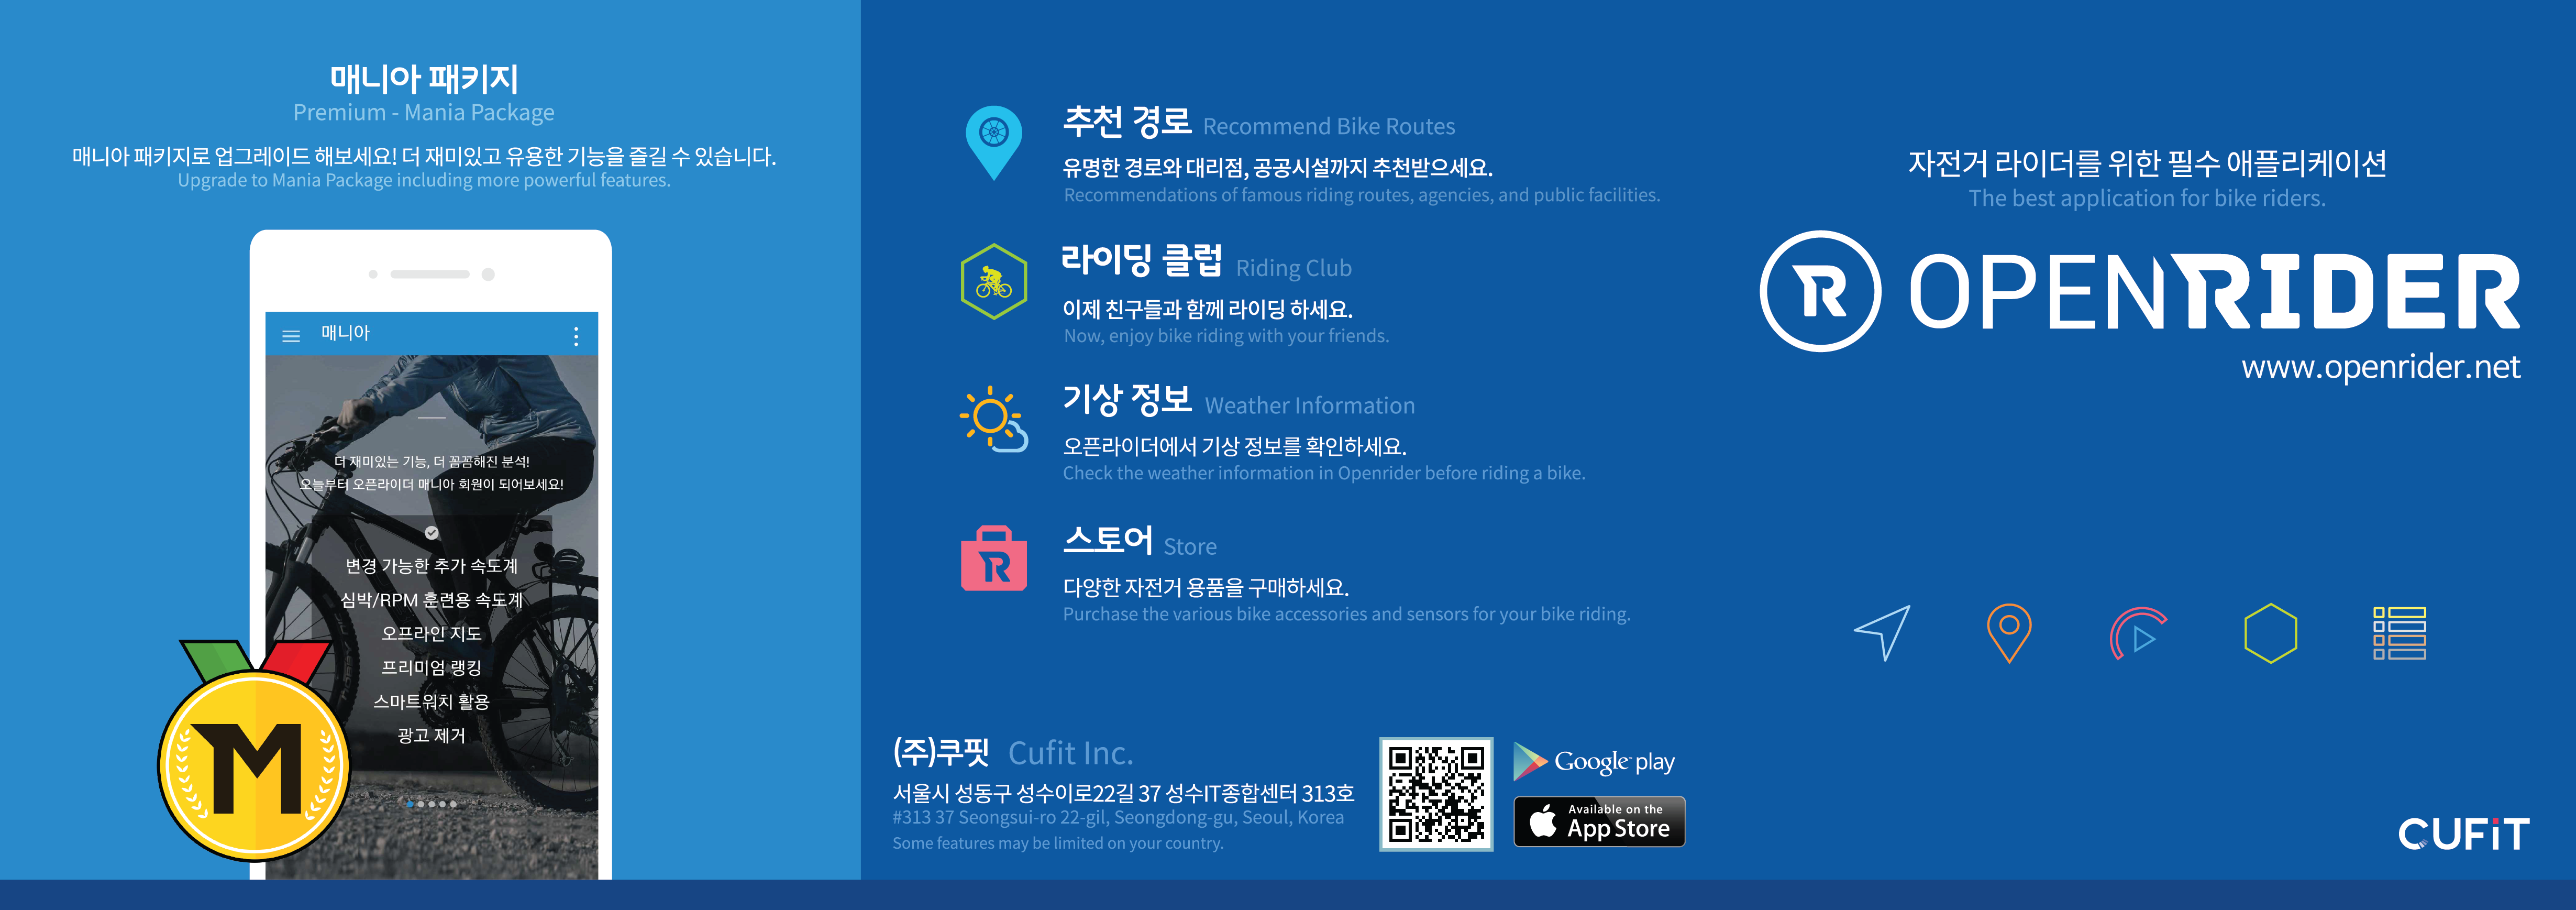 매니아 패키지
Premium - Mania Package
매니아 패키지로 업그레이드 해보세요! 더 재미있고 유용한 기능을 즐길 수 있습니다.
Upgrade to Mania Package including more powerful features.
매니아
더 재미있는 기능, 더 꼼꼼해진 분석!
오늘부터 오픈라이더 매니아 회원이 되어보세요!
변경 가능한 추가 속도계
심박/RPM 훈련용 속도계
오프라인 지도
프리미엄 랭킹
스마트워치 활용
광고 제거
M
추천 경로 Recommend Bike Routes
유명한 경로와 대리점, 공공시설까지 추천받으세요.
Recommendations of famous riding routes, agencies, and public facilities.
라이딩 클럽 Riding Club
이제 친구들과 함께 라이딩 하세요.
Now, enjoy bike riding with your friends.
기상 정보 Weather Information
오픈라이더에서 기상 정보를 확인하세요.
Check the weather information in Openrider before riding a bike.
스토어 Store
다양한 자전거 용품을 구매하세요.
Purchase the various bike accessories and sensors for your bike riding.
(주)쿠핏 Cufit Inc.
서울시 성동구 성수이로22길 37 성수IT종합센터 313호
#313 37 Seongsui-ro 22-gil, Seongdong-gu, Seoul, Korea
Some features may be limited on your country.
Google play
Available on the
App Store
자전거 라이더를 위한 필수 애플리케이션
The best application for bike riders.
R OPENRIDER
www.openrider.net
CUFiT